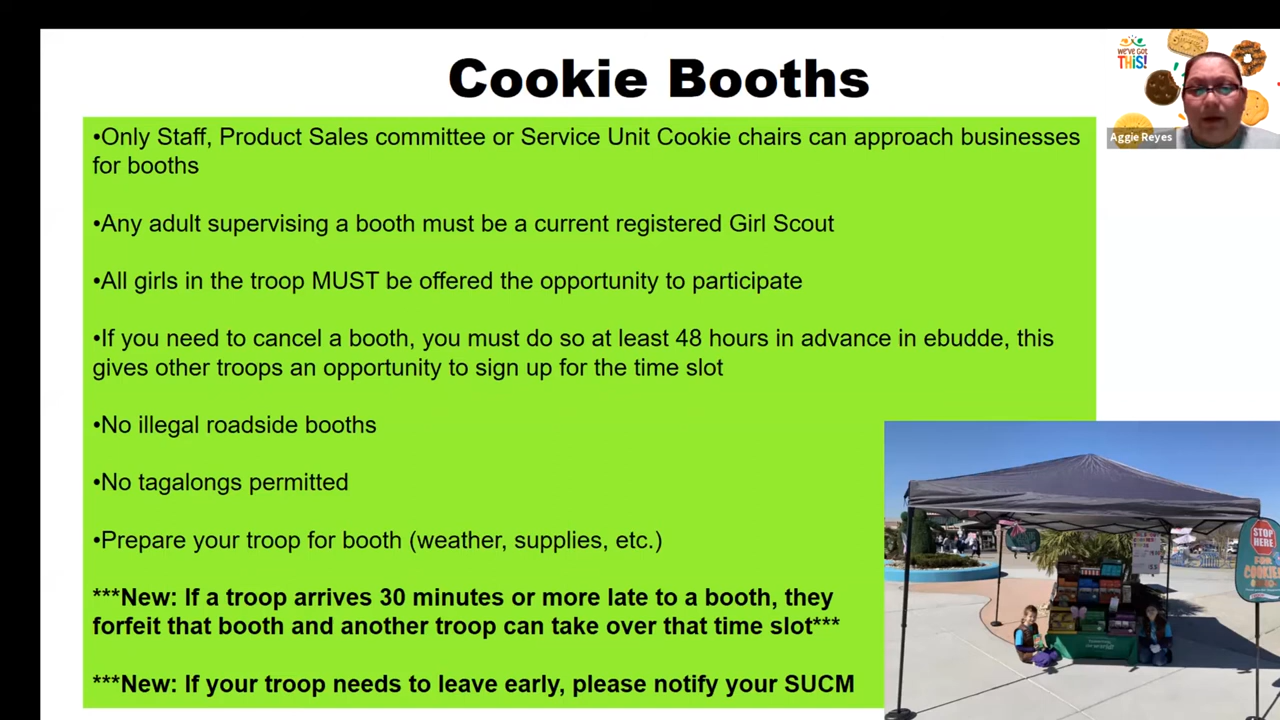 Cookie Booths
WE'VE GOT
THIS!
Aggie Reyes
•Only Staff, Product Sales committee or Service Unit Cookie chairs can approach businesses
for booths
•Any adult supervising a booth must be a current registered Girl Scout
•All girls in the troop MUST be offered the opportunity to participate
•If you need to cancel a booth, you must do so at least 48 hours in advance in ebudde, this
gives other troops an opportunity to sign up for the time slot
•No illegal roadside booths
•No tagalongs permitted
•Prepare your troop for booth (weather, supplies, etc.)
***New: If a troop arrives 30 minutes or more late to a booth, they
forfeit that booth and another troop can take over that time slot***
***New: If your troop needs to leave early, please notify your SUCM
STOP
HERE
FOR
COOKIES